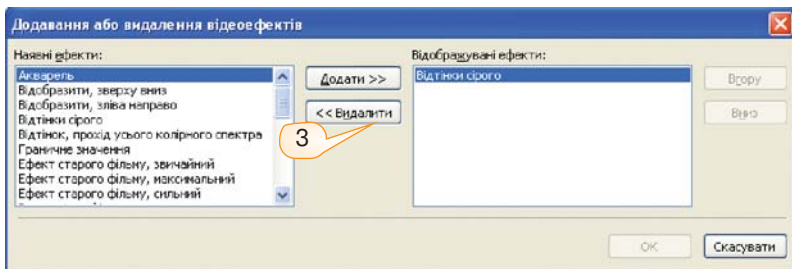 Додавання або видалення відеоефектів
Наявні ефекти:
Акварель
Відобразити, зверху вниз
Відобразити, зліва направо
Відтінки сірого
Відтінок, прохід усього колірного спектра
Граничне значення
Ефект старого фільму, звичайний
Ефект старого фільму, максимальний
Ефект старого фільму, сильний
Додати >>
<< Видалити
3
Відображувані ефекти:
Відтінки сірого
Вгору
Вниз
OK
Скасувати